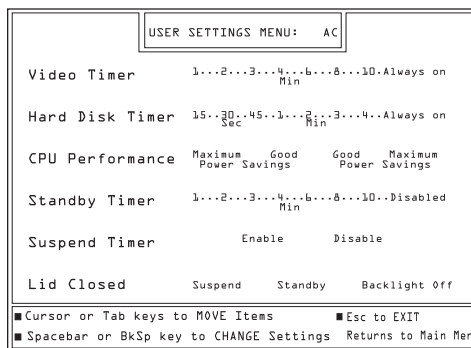 USER SETTINGS MENU: AC
Video Timer 1...2...3...4...6...8...10.Always on
Min
Hard Disk Timer 15..30..45..1...2...3...4..Always on
Sec Min
CPU Performance Maximum Good Good Maximum
Power Savings Power Savings
Standby Timer 1...2...3...4...6...8...10..Disabled
Min
Suspend Timer Enable Disable
Lid Closed Suspend Standby Backlight Off
■ Cursor or Tab keys to MOVE Items ■ Esc to EXIT
■ Spacebar or BkSp key to CHANGE Settings Returns to Main